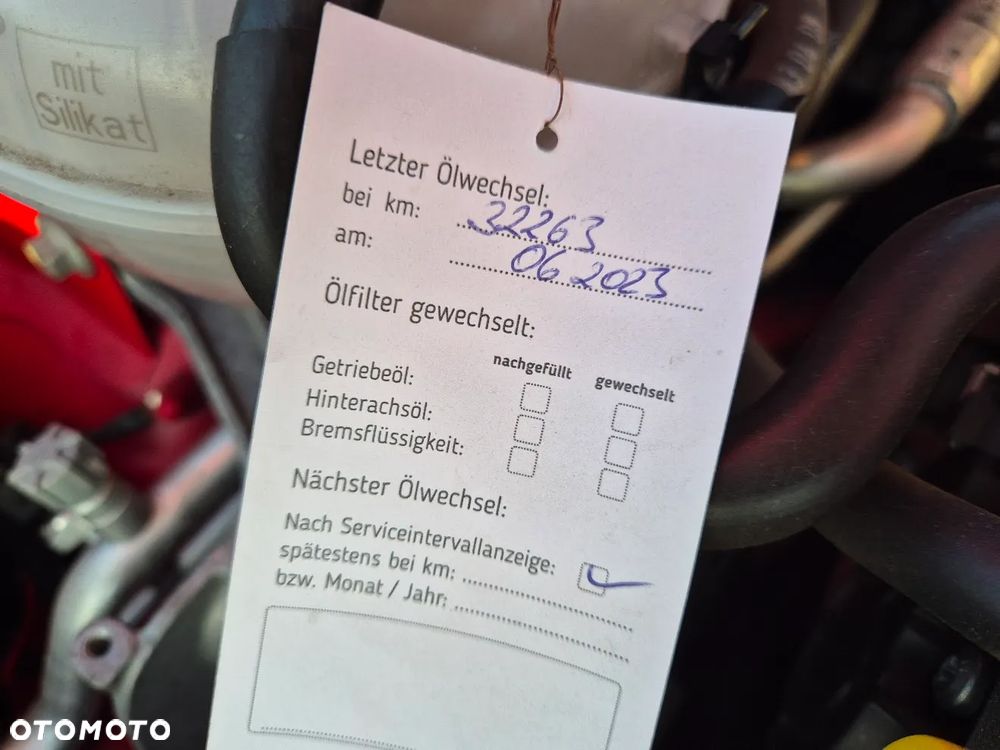 mit
Silikat
Letzter Ölwechsel:
bei km: 32263
am: 06 2023
Ölfilter gewechselt:
nachgefüllt gewechselt
Getriebeöl:
Hinterachsöl:
Bremsflüssigkeit:
Nächster Ölwechsel:
Nach Serviceintervallanzeige:
spätestens bei km:
bzw. Monat / Jahr:
OTOMOTO